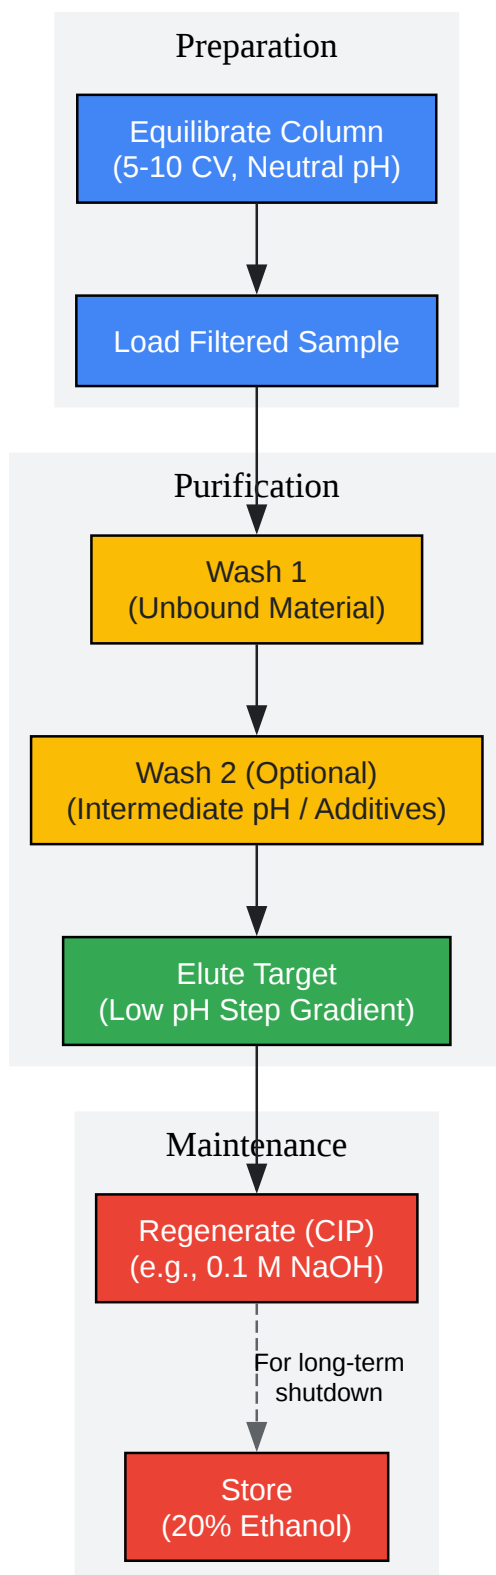 Preparation
Equilibrate Column
(5-10 CV, Neutral pH)
Load Filtered Sample
Purification
Wash 1
(Unbound Material)
Wash 2 (Optional)
(Intermediate pH / Additives)
Elute Target
(Low pH Step Gradient)
Maintenance
Regenerate (CIP)
(e.g., 0.1 M NaOH)
For long-term
shutdown
Store
(20% Ethanol)